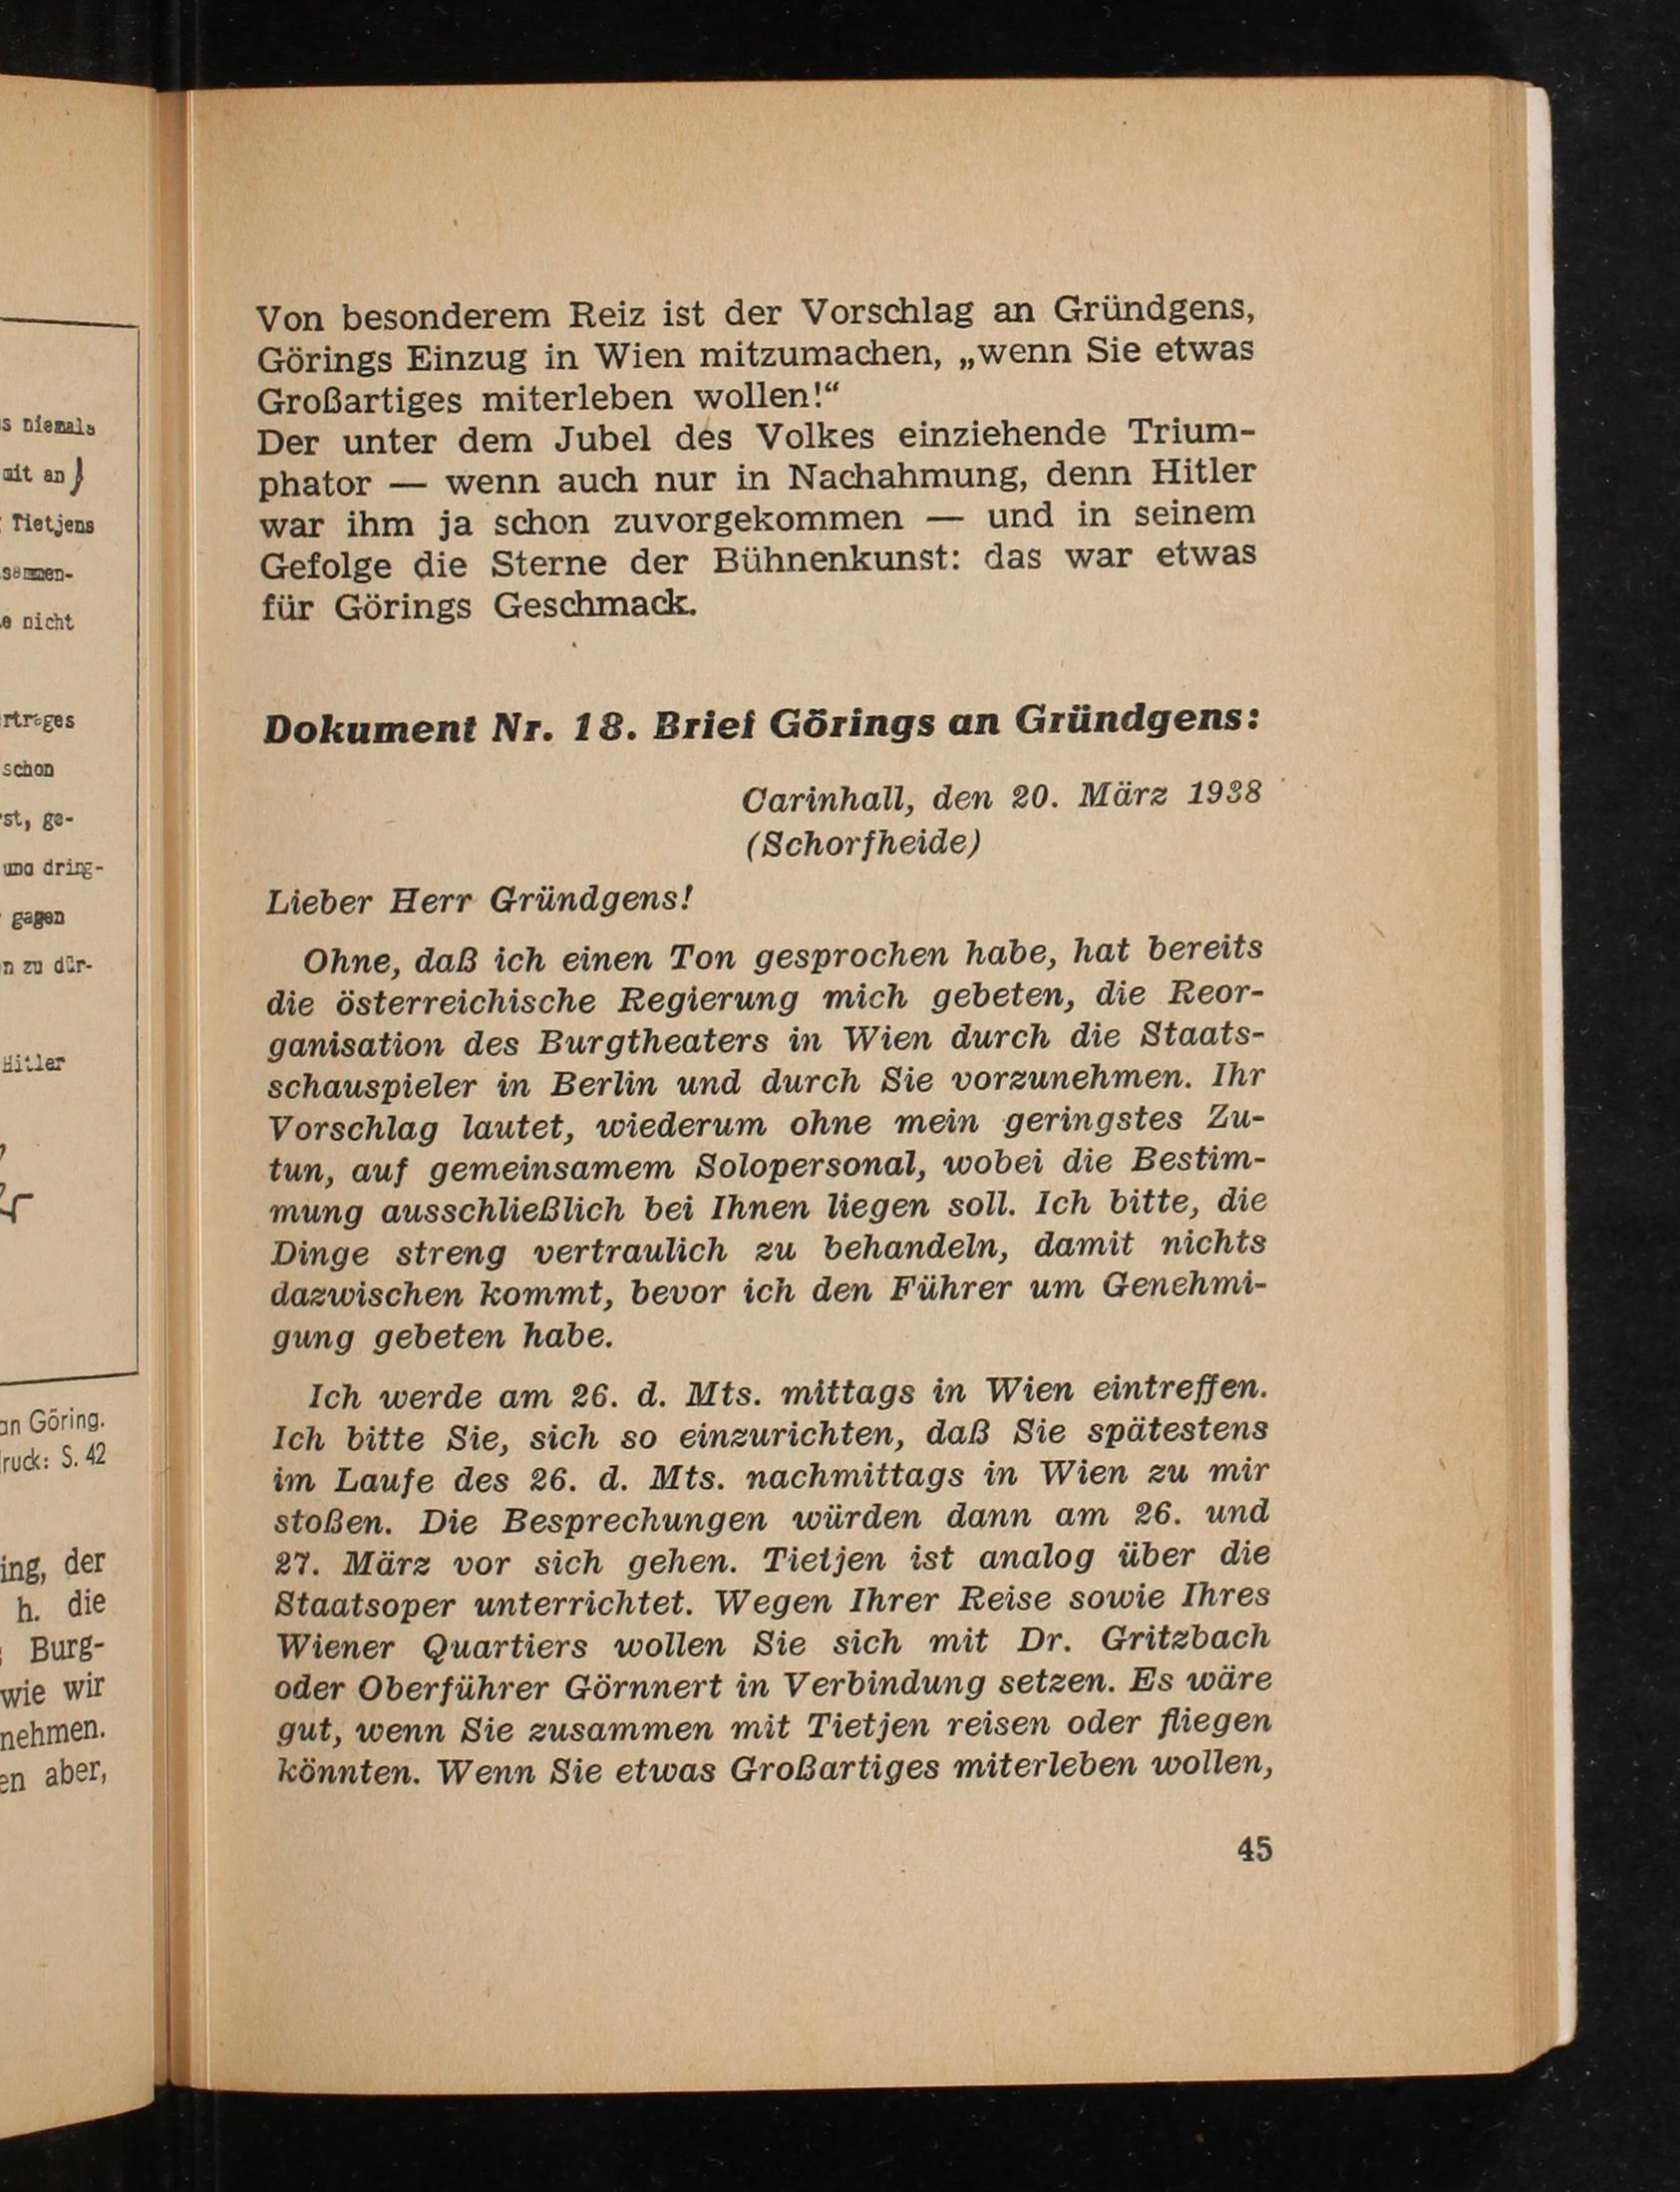 s niemals
mit an
Tietjens
sammen-
e nicht
rtrages
schon
st, ge-
und dring-
gagen
n zu dür-
Hitler
an Göring.
ruck: S. 42
ing, der
h. die
Burg-
wie wir
nehmen.
en aber,
Von besonderem Reiz ist der Vorschlag an Gründgens,
Görings Einzug in Wien mitzumachen, „wenn Sie etwas
Großartiges miterleben wollen!“
Der unter dem Jubel des Volkes einziehende Trium-
phator — wenn auch nur in Nachahmung, denn Hitler
war ihm ja schon zuvorgekommen — und in seinem
Gefolge die Sterne der Bühnenkunst: das war etwas
für Görings Geschmack.
Dokument Nr. 18. Brief Görings an Gründgens:
Carinhall, den 20. März 1938
(Schorfheide)
Lieber Herr Gründgens!
Ohne, daß ich einen Ton gesprochen habe, hat bereits
die österreichische Regierung mich gebeten, die Reor-
ganisation des Burgtheaters in Wien durch die Staats-
schauspieler in Berlin und durch Sie vorzunehmen. Ihr
Vorschlag lautet, wiederum ohne mein geringstes Zu-
tun, auf gemeinsamem Solopersonal, wobei die Bestim-
mung ausschließlich bei Ihnen liegen soll. Ich bitte, die
Dinge streng vertraulich zu behandeln, damit nichts
dazwischen kommt, bevor ich den Führer um Genehmi-
gung gebeten habe.
Ich werde am 26. d. Mts. mittags in Wien eintreffen.
Ich bitte Sie, sich so einzurichten, daß Sie spätestens
im Laufe des 26. d. Mts. nachmittags in Wien zu mir
stoßen. Die Besprechungen würden dann am 26. und
27. März vor sich gehen. Tietjen ist analog über die
Staatsoper unterrichtet. Wegen Ihrer Reise sowie Ihres
Wiener Quartiers wollen Sie sich mit Dr. Gritzbach
oder Oberführer Görnnert in Verbindung setzen. Es wäre
gut, wenn Sie zusammen mit Tietjen reisen oder fliegen
könnten. Wenn Sie etwas Großartiges miterleben wollen,
45